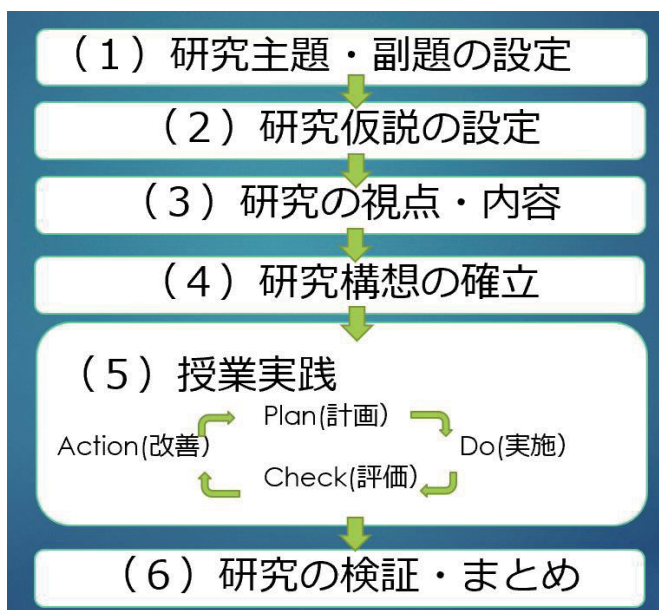 （１）研究主題・副題の設定
（２）研究仮説の設定
（３）研究の視点・内容
（４）研究構想の確立
（５）授業実践
Plan(計画）
Action(改善）
Do(実施）
Check(評価）
（６）研究の検証・まとめ